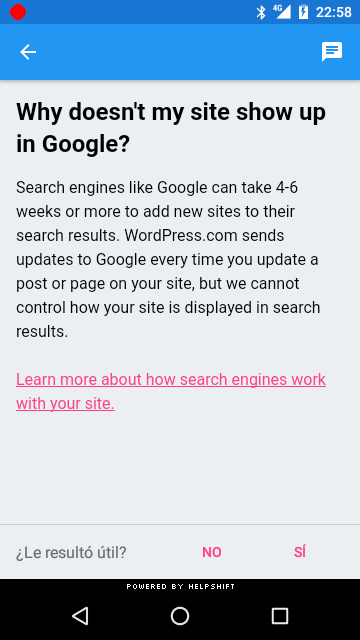 4G 22:58
Why doesn't my site show up
in Google?
Search engines like Google can take 4-6
weeks or more to add new sites to their
search results. WordPress.com sends
updates to Google every time you update a
post or page on your site, but we cannot
control how your site is displayed in search
results.
Learn more about how search engines work
with your site.
¿Le resultó útil? NO SÍ
POWERED BY HELPSHIFT